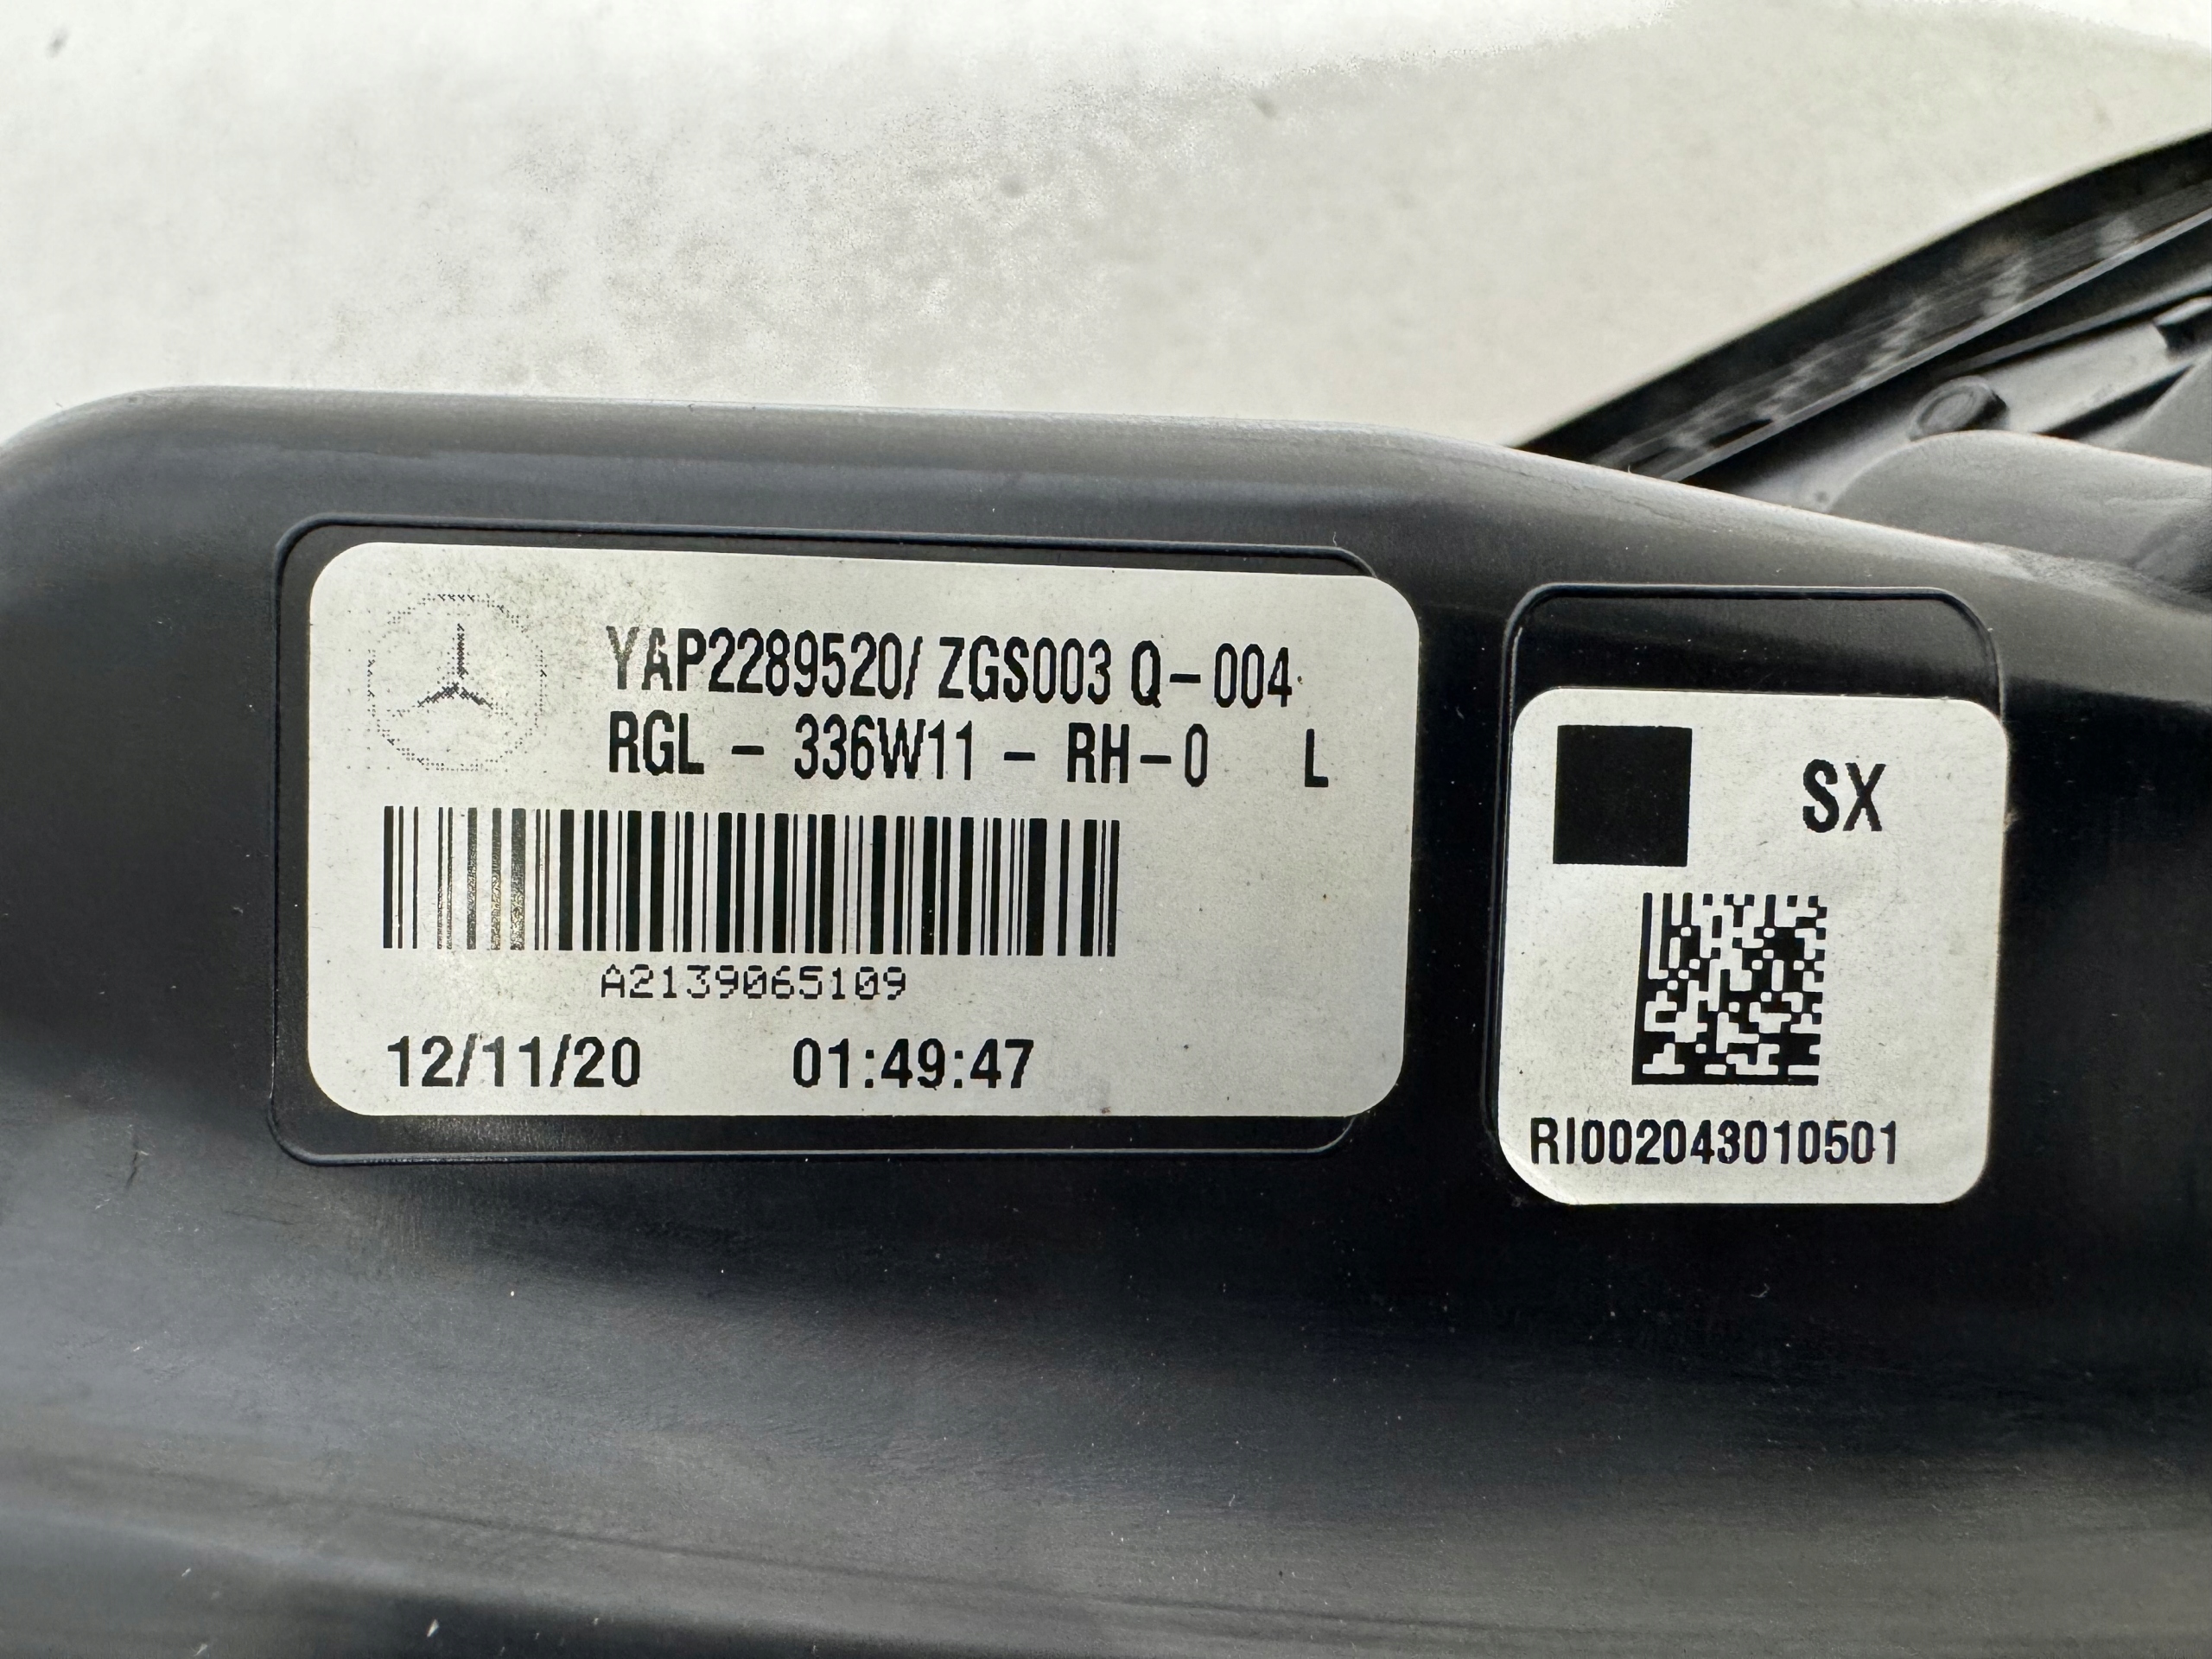 YAP2289520/ ZGS003 Q-004
RGL - 336W11 - RH-0 L
A2139065109
12/11/20 01:49:47
SX
RI002043010501